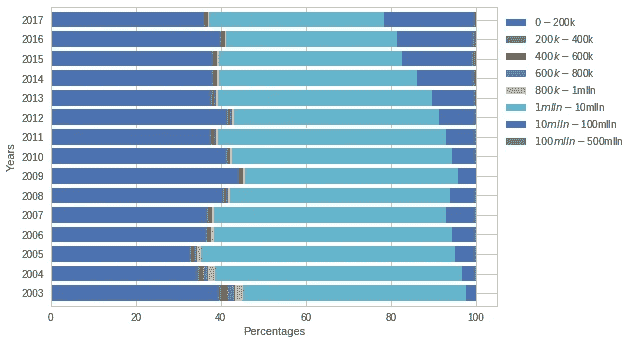 2017
2016
2015
2014
2013
2012
2011
2010
2009
2008
2007
2006
2005
2004
2003
Years
0 20 40 60 80 100
Percentages
0 − 200k
200k − 400k
400k − 600k
600k − 800k
800k − 1mlln
1mlln − 10mlln
10mlln − 100mlln
100mlln − 500mlln